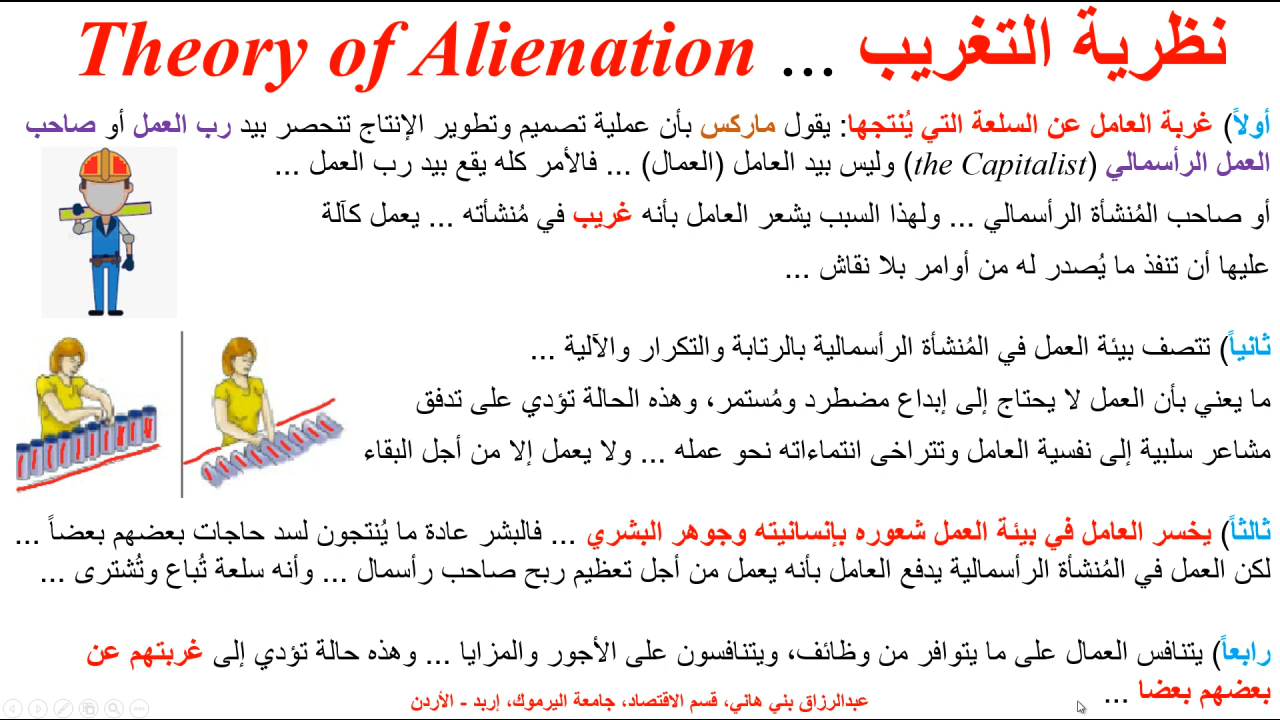 نظرية التغريب ... Theory of Alienation
أولاً) غربة العامل عن السلعة التي يُنتجها: يقول ماركس بأن عملية تصميم وتطوير الإنتاج تنحصر بيد رب العمل أو صاحب
العمل الرأسمالي (the Capitalist) وليس بيد العامل (العمال) ... فالأمر كله يقع بيد رب العمل ...
أو صاحب المُنشأة الرأسمالي ... ولهذا السبب يشعر العامل بأنه غريب في مُنشأته ... يعمل كآلة
عليها أن تنفذ ما يُصدر له من أوامر بلا نقاش ...
ثانياً) تتصف بيئة العمل في المُنشأة الرأسمالية بالرتابة والتكرار والآلية ...
ما يعني بأن العمل لا يحتاج إلى إبداع مضطرد ومُستمر، وهذه الحالة تؤدي على تدفق
مشاعر سلبية إلى نفسية العامل وتتراخى انتماءاته نحو عمله ... ولا يعمل إلا من أجل البقاء
ثالثاً) يخسر العامل في بيئة العمل شعوره بإنسانيته وجوهر البشري ... فالبشر عادة ما يُنتجون لسد حاجات بعضهم بعضاً ...
لكن العمل في المُنشأة الرأسمالية يدفع العامل بأنه يعمل من أجل تعظيم ربح صاحب رأسمال ... وأنه سلعة تُباع وتُشترى ...
رابعاً) يتنافس العمال على ما يتوافر من وظائف، ويتنافسون على الأجور والمزايا ... وهذه حالة تؤدي إلى غربتهم عن
بعضهم بعضا ...
عبدالرزاق بني هاني، قسم الاقتصاد، جامعة اليرموك، إربد - الأردن